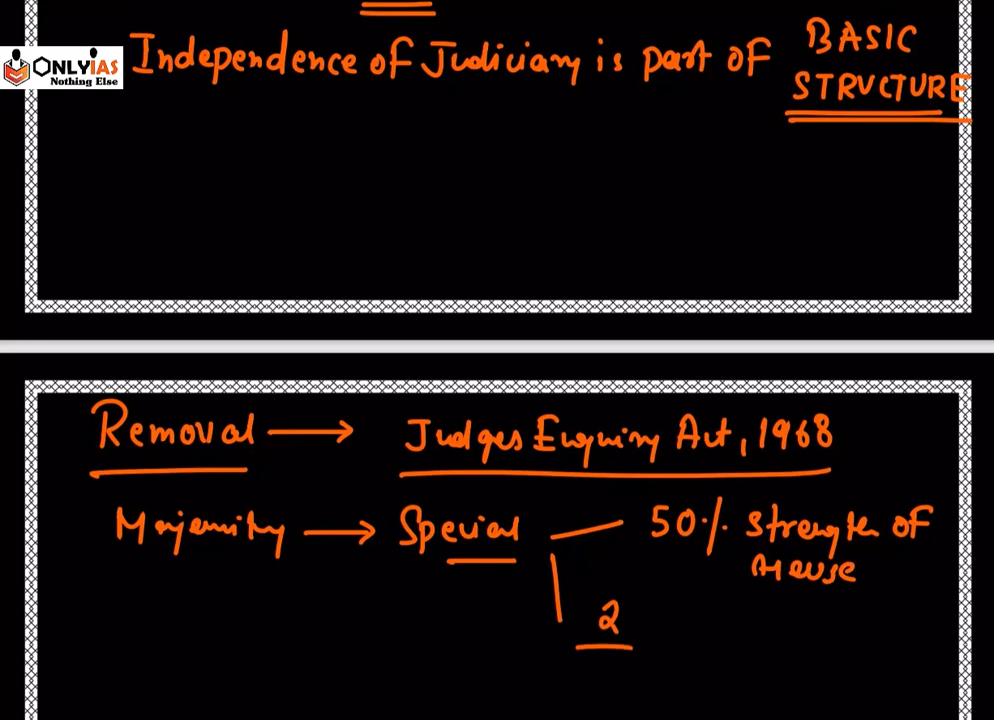 ONLYIAS
Nothing Else
Independence of Judiciary is part of BASIC
STRUCTURE
Removal → Judges Enquiry Act, 1968
Majority → Special 50% strength of
House
2